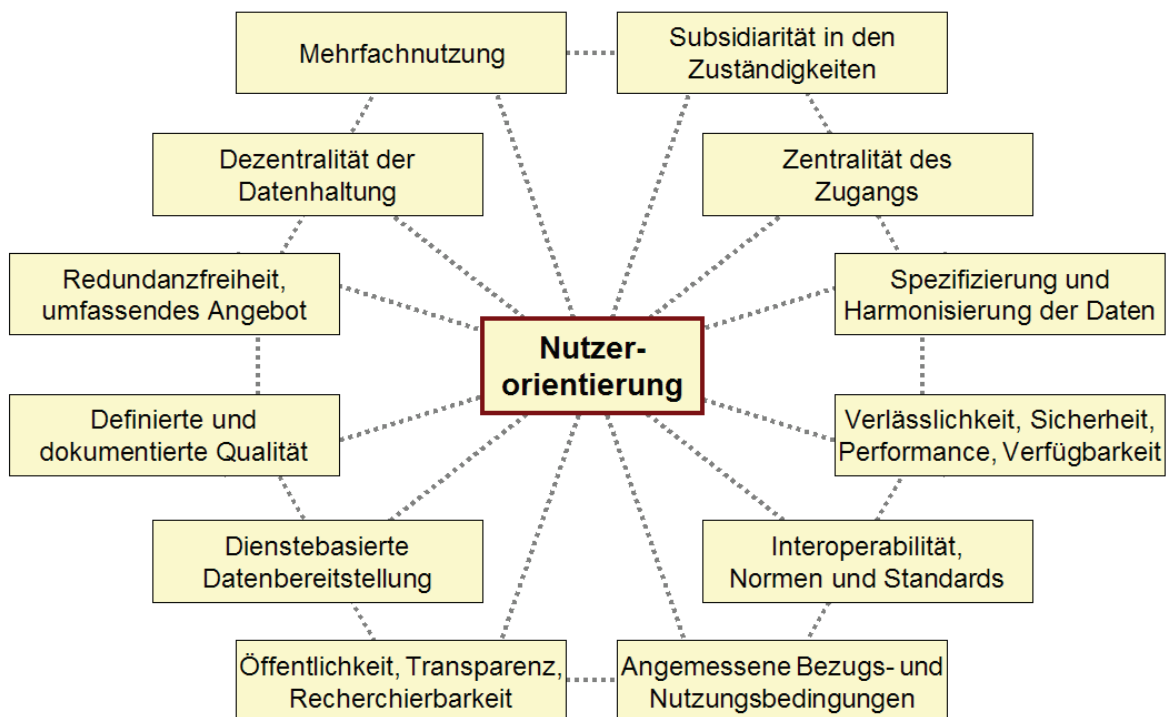 Mehrfachnutzung
Subsidiarität in den
Zuständigkeiten
Dezentralität der
Datenhaltung
Zentralität des
Zugangs
Redundanzfreiheit,
umfassendes Angebot
Spezifizierung und
Harmonisierung der Daten
Nutzer-
orientierung
Definierte und
dokumentierte Qualität
Verlässlichkeit, Sicherheit,
Performance, Verfügbarkeit
Dienstebasierte
Datenbereitstellung
Interoperabilität,
Normen und Standards
Öffentlichkeit, Transparenz,
Recherchierbarkeit
Angemessene Bezugs- und
Nutzungsbedingungen